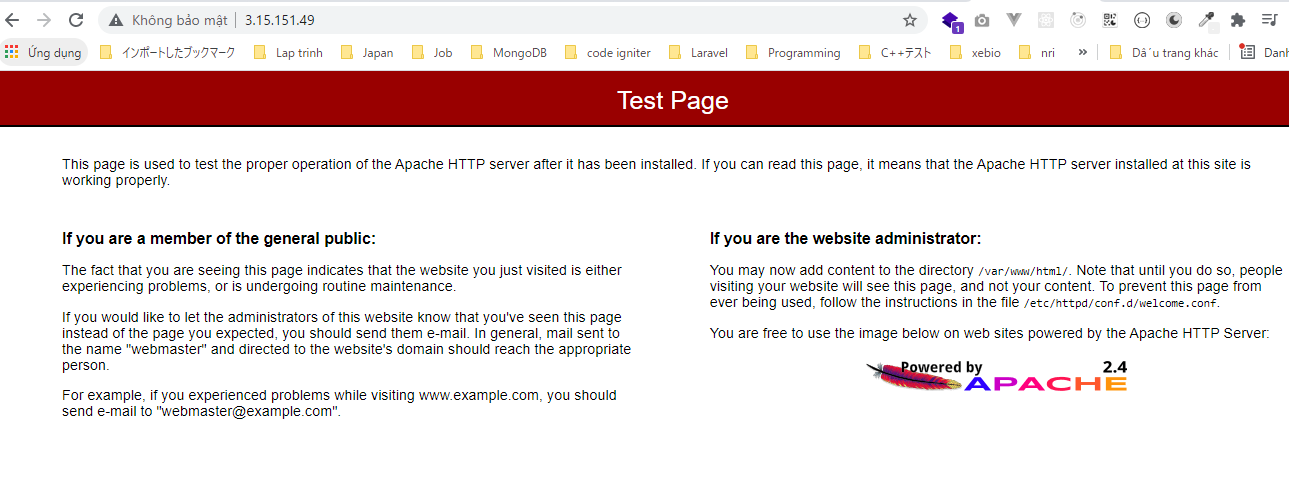 Không bảo mật | 3.15.151.49
1
Ứng dụng インポートしたブックマーク Lap trinh Japan Job MongoDB code igniter Laravel Programming C++テスト xebio nri » Dấu trang khác Danh
Test Page
This page is used to test the proper operation of the Apache HTTP server after it has been installed. If you can read this page, it means that the Apache HTTP server installed at this site is
working properly.
If you are a member of the general public:
The fact that you are seeing this page indicates that the website you just visited is either
experiencing problems, or is undergoing routine maintenance.
If you would like to let the administrators of this website know that you've seen this page
instead of the page you expected, you should send them e-mail. In general, mail sent to
the name "webmaster" and directed to the website's domain should reach the appropriate
person.
For example, if you experienced problems while visiting www.example.com, you should
send e-mail to "webmaster@example.com".
If you are the website administrator:
You may now add content to the directory /var/www/html/. Note that until you do so, people
visiting your website will see this page, and not your content. To prevent this page from
ever being used, follow the instructions in the file /etc/httpd/conf.d/welcome.conf.
You are free to use the image below on web sites powered by the Apache HTTP Server:
Powered by 2.4
APACHE